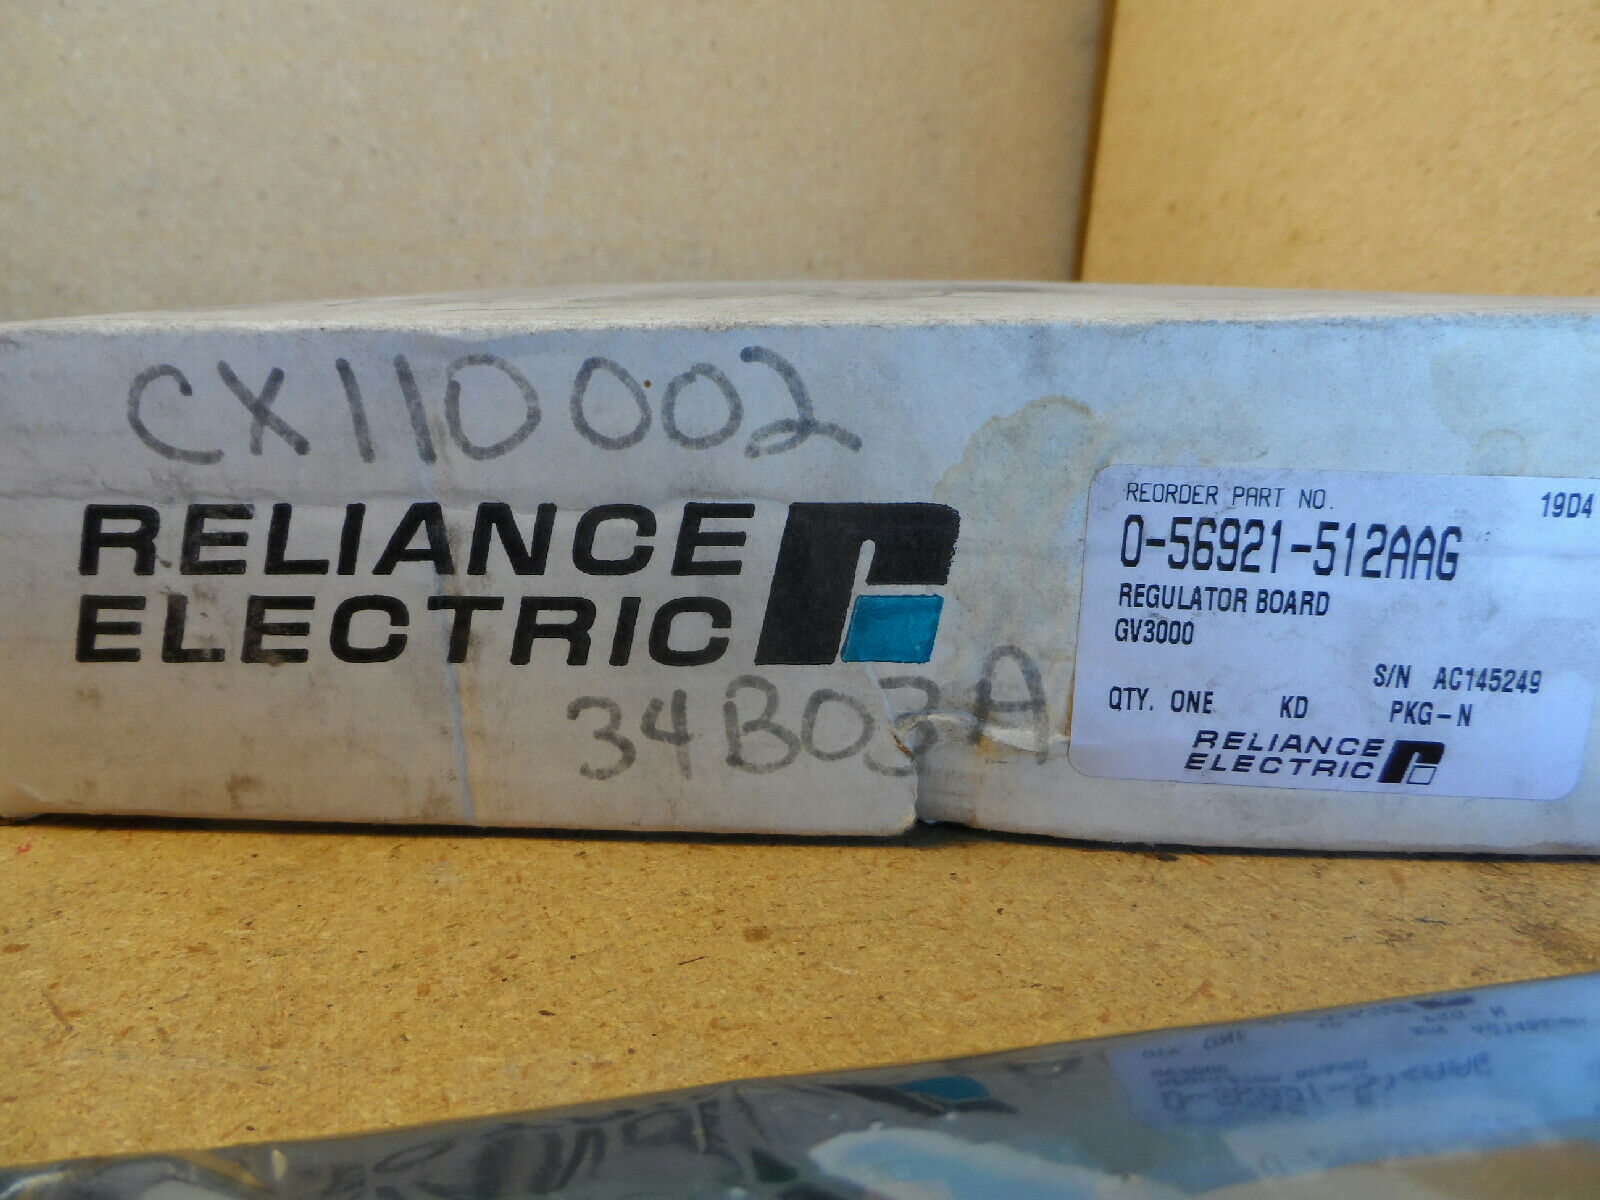 CX110002
RELIANCE
ELECTRIC
34B03A
REORDER PART NO. 19D4
0-56921-512AAG
REGULATOR BOARD
GV3000
S/N AC145249
QTY. ONE KD PKG-N
RELIANCE
ELECTRIC